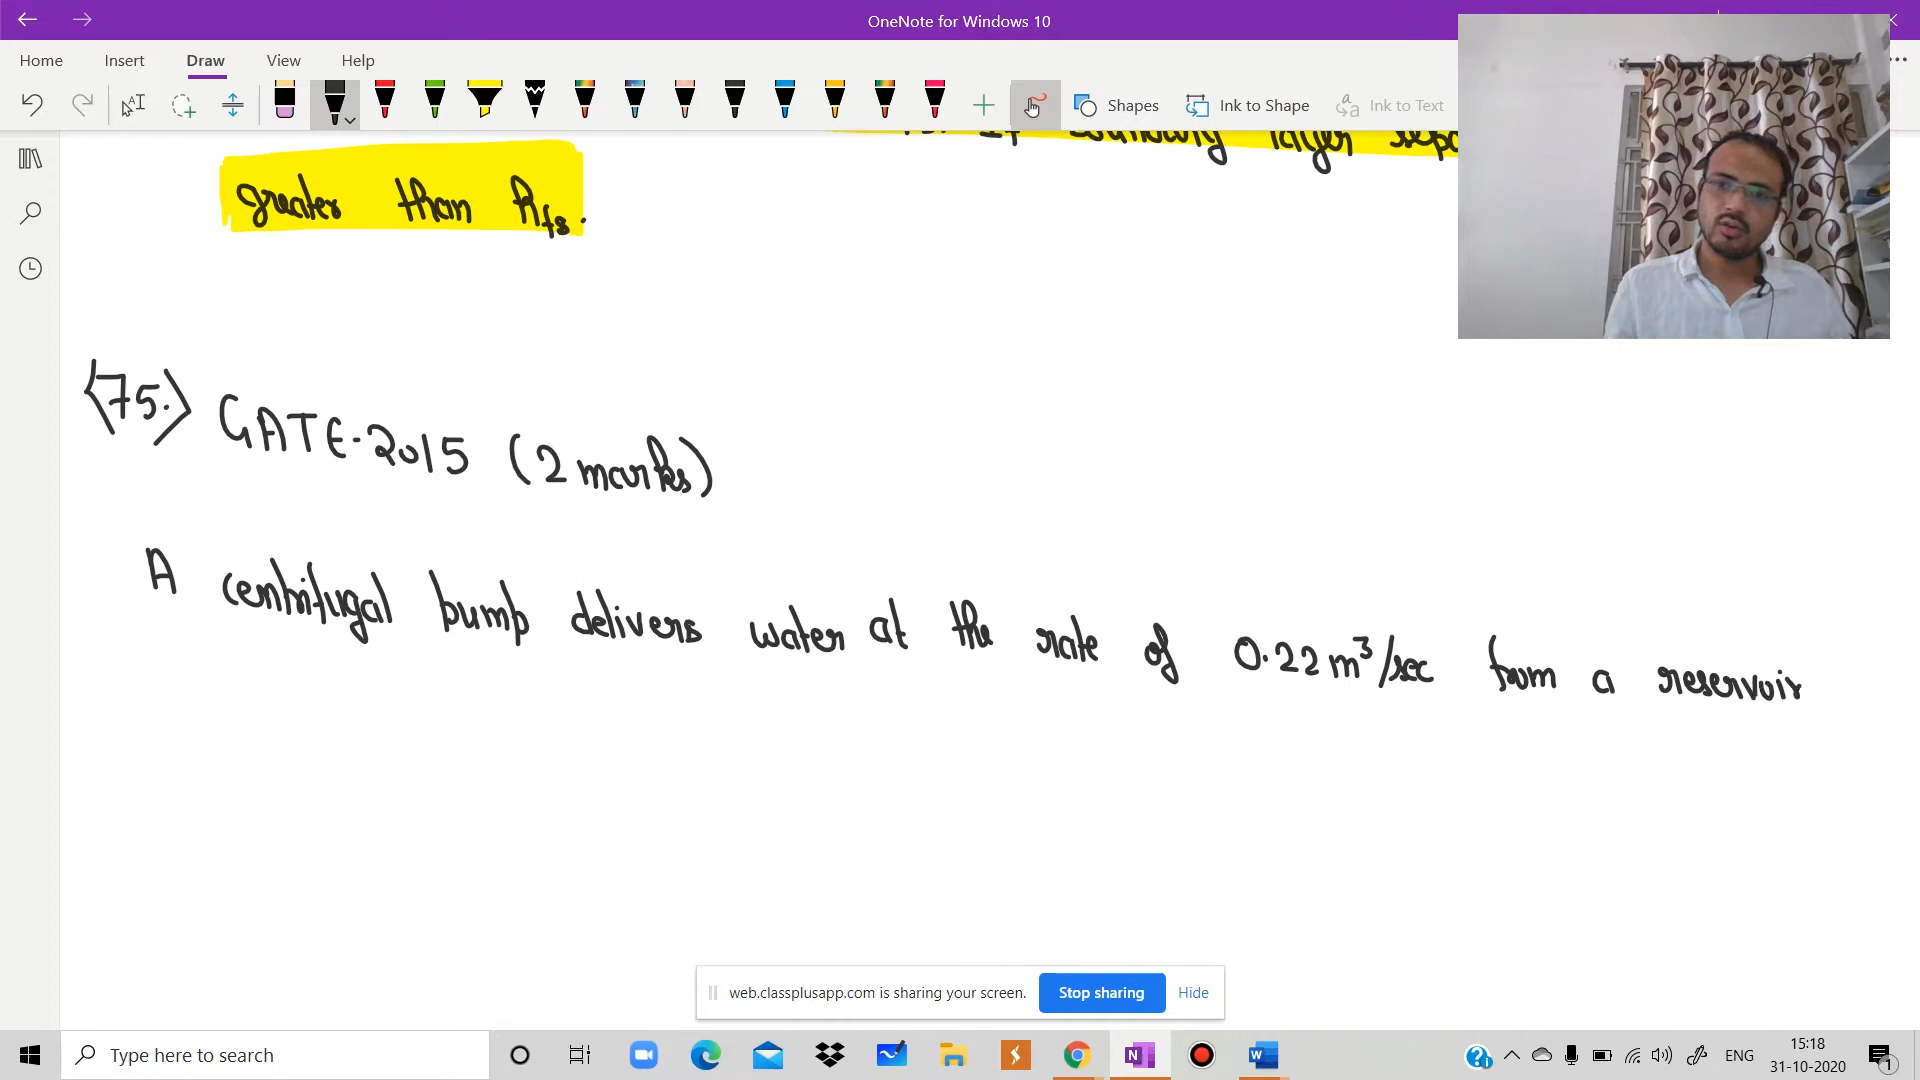 OneNote for Windows 10
Home Insert Draw View Help
Shapes Ink to Shape Ink to Text
greater than Rfs.
<75.> GATE-2015 (2 marks)
A centrifugal pump delivers water at the rate of 0.22 m³/sec from a reservoir
web.classplusapp.com is sharing your screen. Stop sharing Hide
Type here to search
ENG
15:18
31-10-2020
1